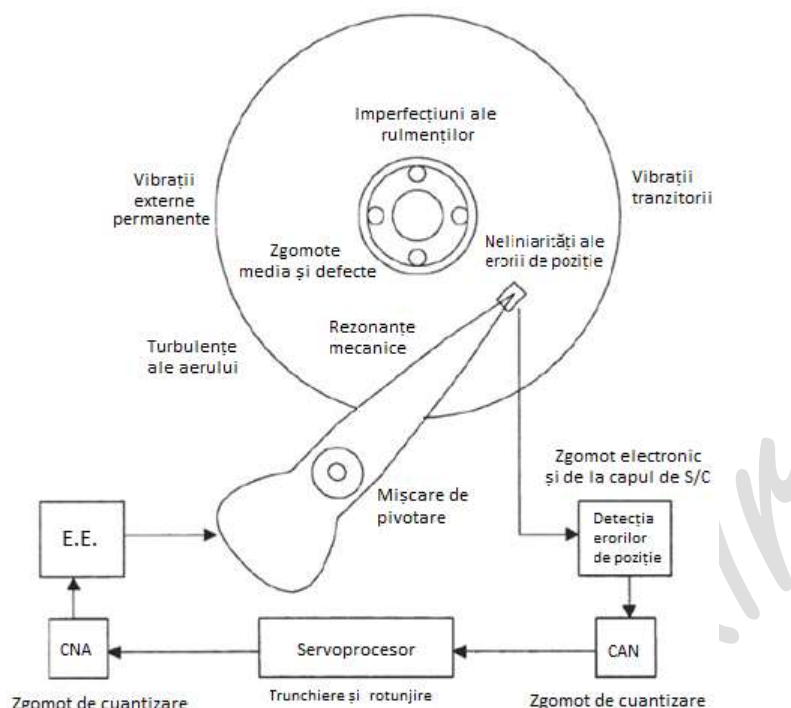 Imperfecțiuni ale
rulmenților
Vibrații
externe
permanente
Vibrații
tranzitorii
Zgomote
media și defecte
Neliniarități ale
erorii de poziție
Rezonanțe
mecanice
Turbulențe
ale aerului
Zgomot electronic
și de la capul de S/C
Mișcare de
pivotare
E.E.
Detecția
erorilor
de poziție
CNA
Servoprocesor
CAN
Zgomot de cuantizare
Trunchiere și rotunjire
Zgomot de cuantizare